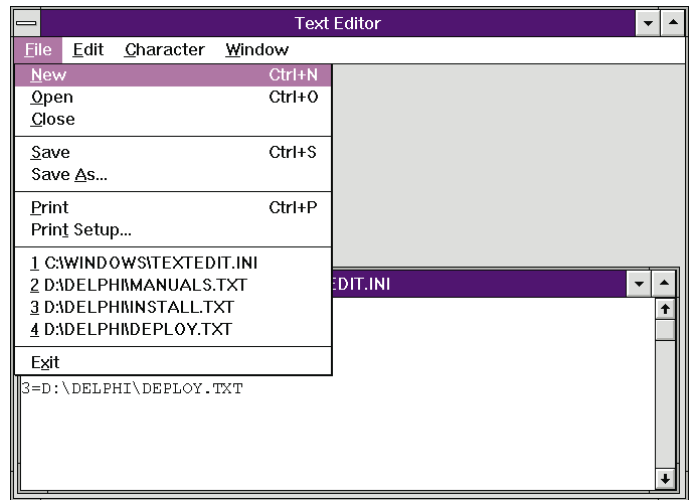 Text Editor
File Edit Character Window
New Ctrl+N
Open Ctrl+O
Close
Save Ctrl+S
Save As...
Print Ctrl+P
Print Setup...
1 C:\WINDOWS\TEXTEDIT.INI
2 D:\DELPHI\MANUALS.TXT
3 D:\DELPHI\INSTALL.TXT
4 D:\DELPHI\DEPLOY.TXT
Exit
EDIT.INI
3=D:\DELPHI\DEPLOY.TXT